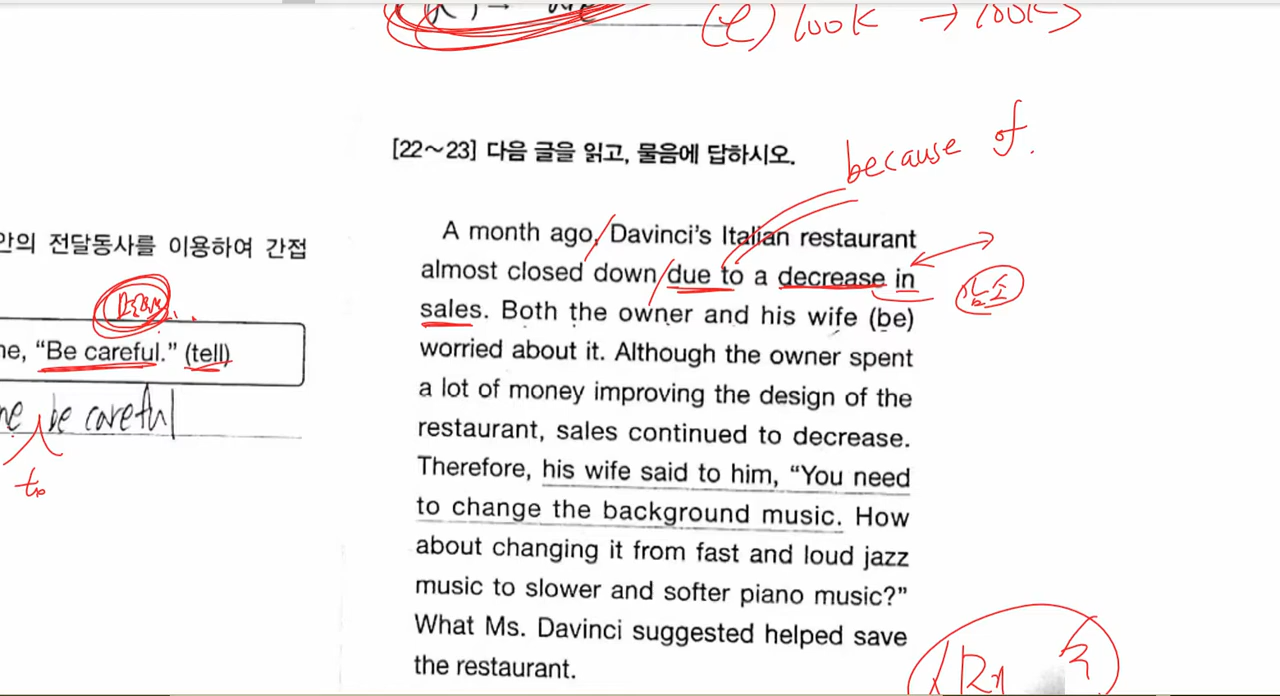 (2) look → look)
because of.
[22~23] 다음 글을 읽고, 물음에 답하시오.
A month ago, Davinci's Italian restaurant
almost closed down due to a decrease in
감소
sales. Both the owner and his wife (be)
worried about it. Although the owner spent
a lot of money improving the design of the
restaurant, sales continued to decrease.
Therefore, his wife said to him, “You need
to change the background music. How
about changing it from fast and loud jazz
music to slower and softer piano music?”
What Ms. Davinci suggested helped save
the restaurant.
안의 전달동사를 이용하여 간접
ne, “Be careful.” (tell)
ne be careful
to